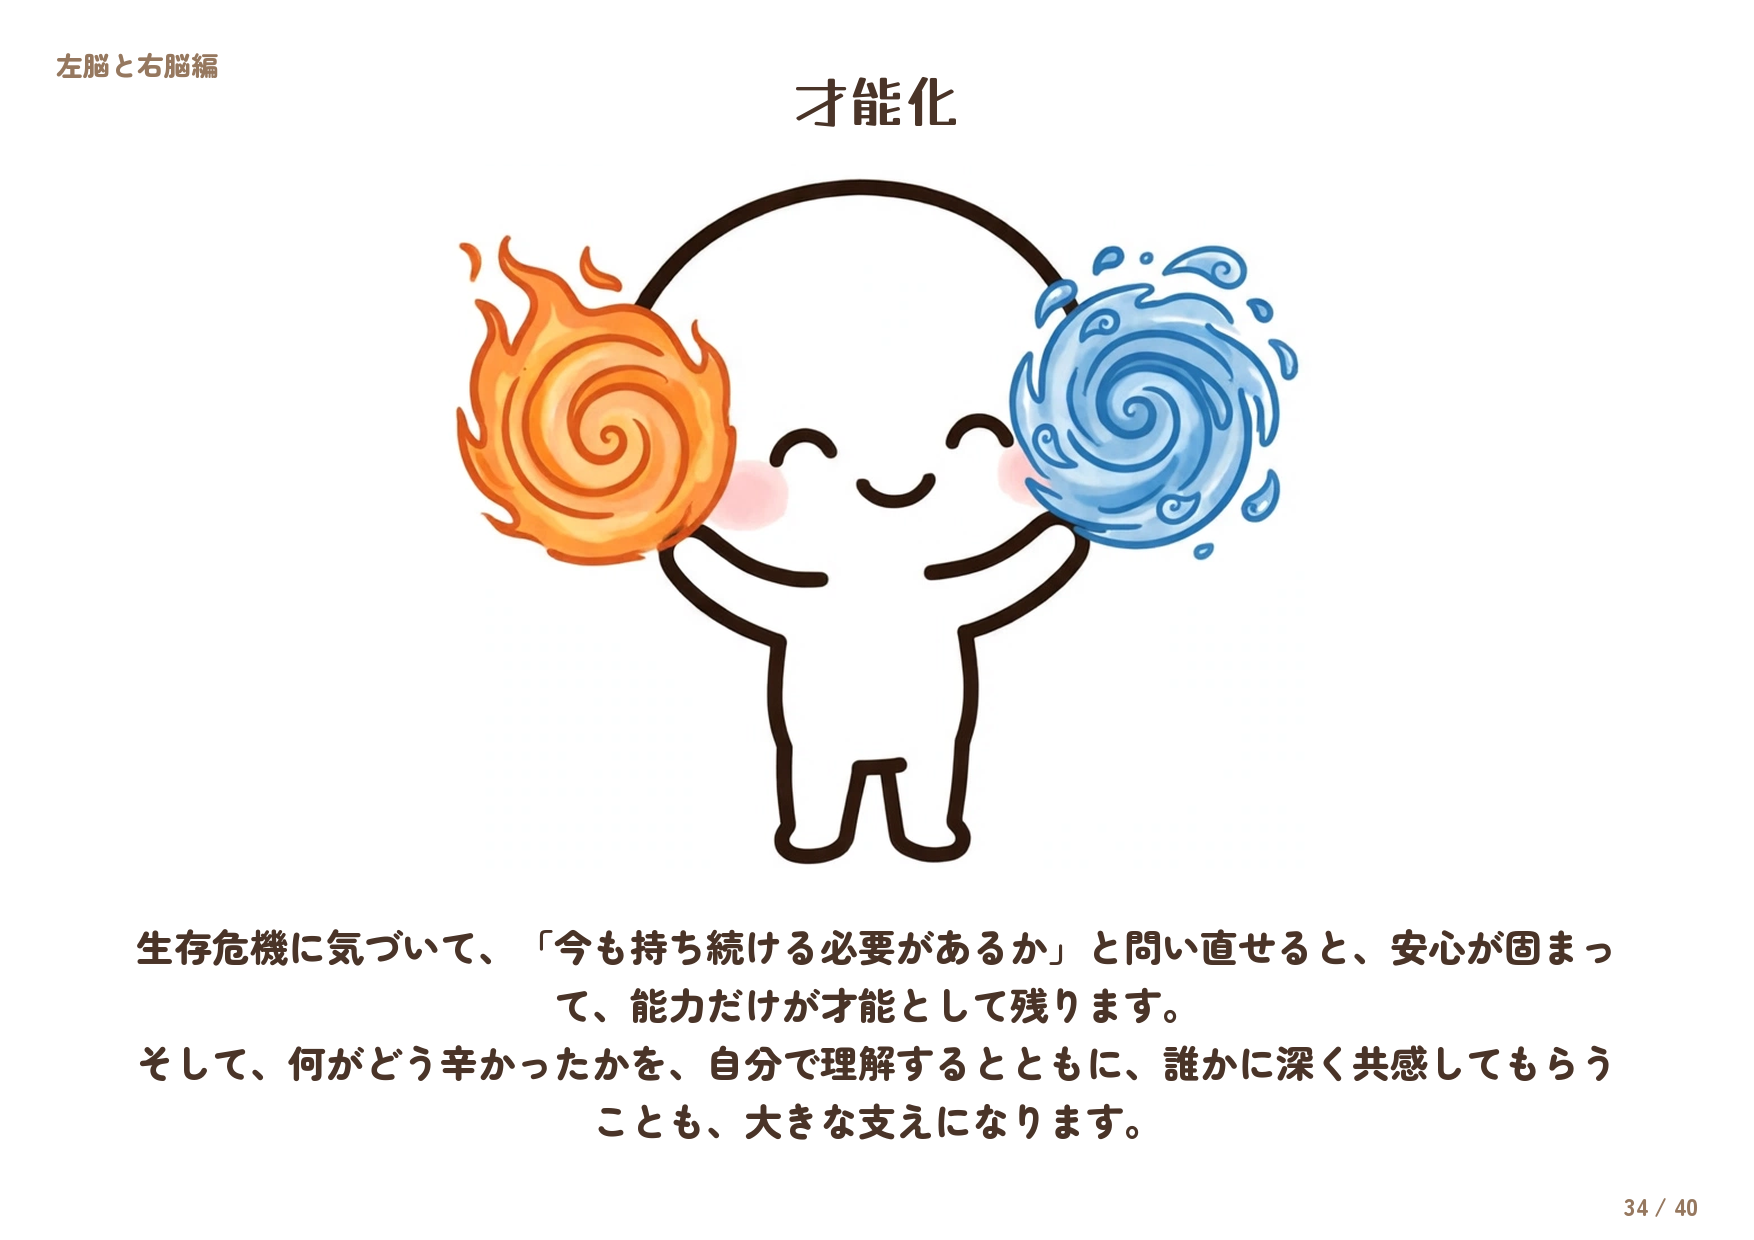 左脳と右脳編
才能化
生存危機に気づいて、「今も持ち続ける必要があるか」と問い直せると、安心が固まっ
て、能力だけが才能として残ります。
そして、何がどう辛かったかを、自分で理解するとともに、誰かに深く共感してもらう
ことも、大きな支えになります。
34 / 40